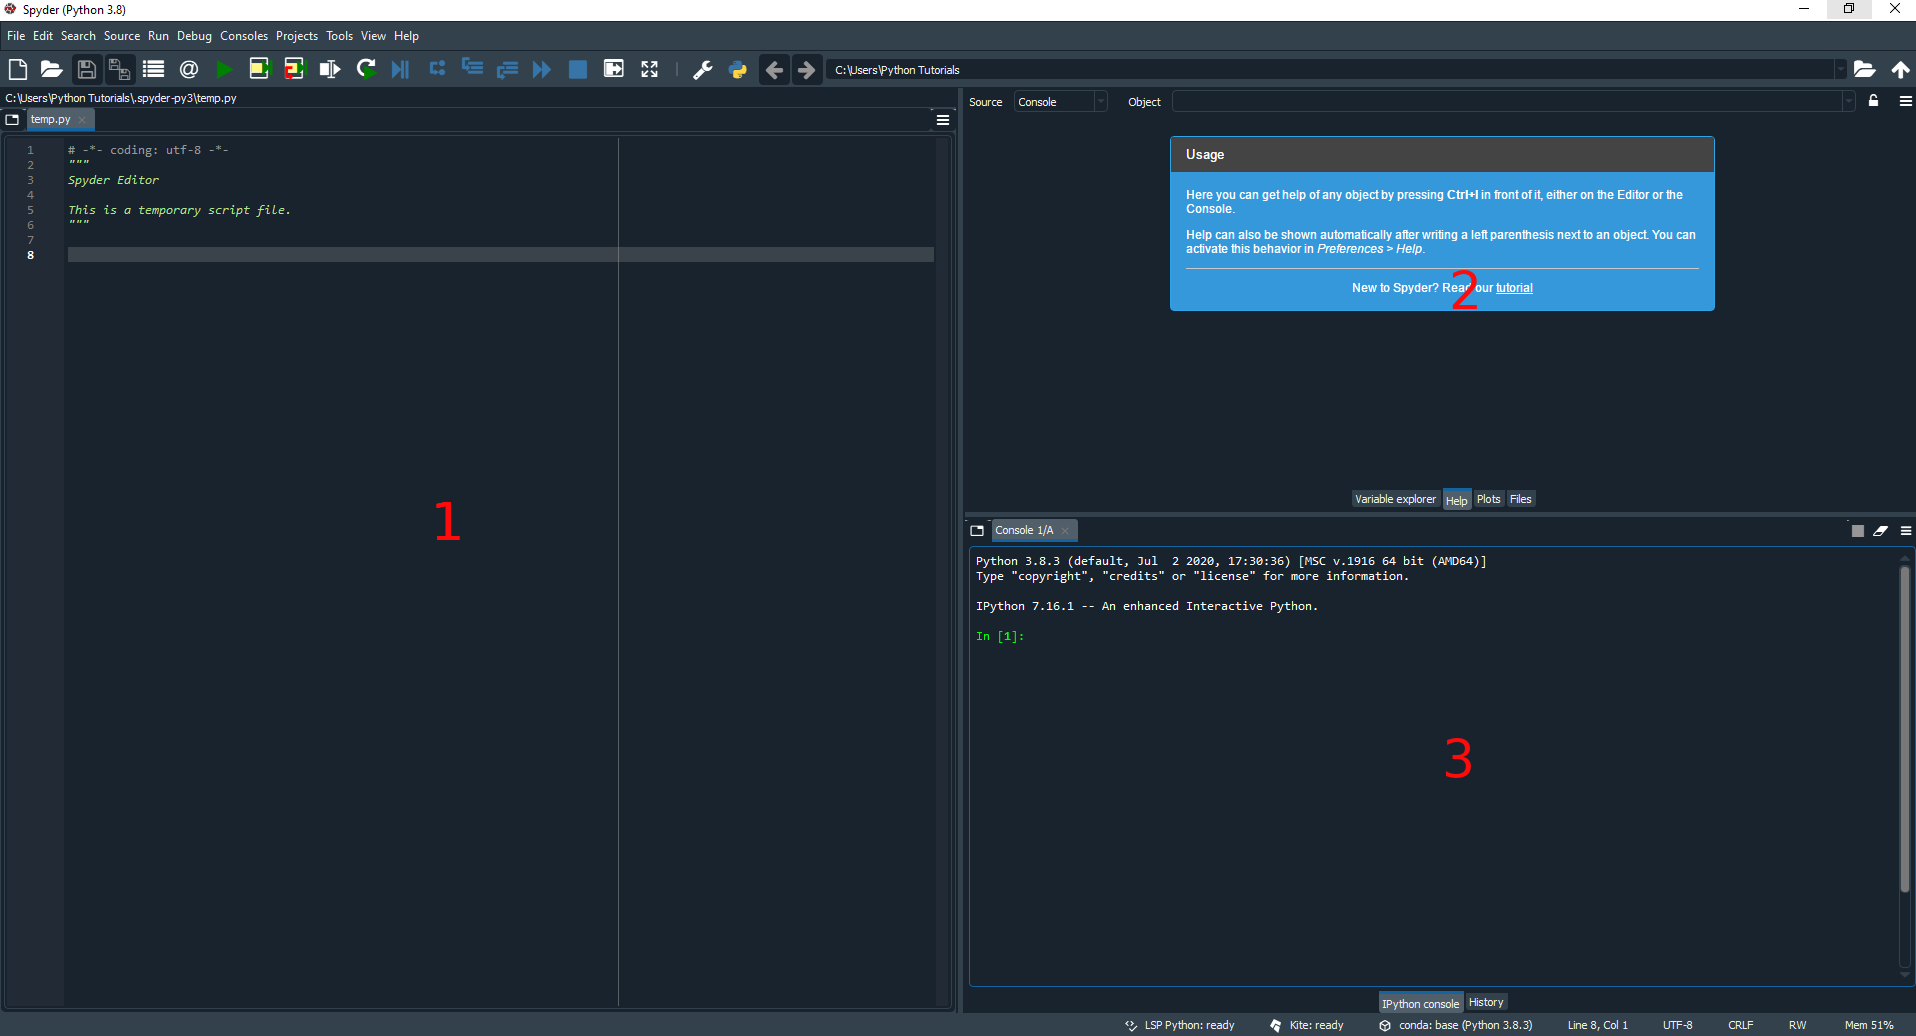 Spyder (Python 3.8)
File Edit Search Source Run Debug Consoles Projects Tools View Help
C:\Users\Python Tutorials
C:\Users\Python Tutorials\.spyder-py3\temp.py
temp.py
1 # -*- coding: utf-8 -*-
2 """
3 Spyder Editor
4
5 This is a temporary script file.
6 """
7
8
1
Source Console Object
Usage
Here you can get help of any object by pressing Ctrl+I in front of it, either on the Editor or the
Console.
Help can also be shown automatically after writing a left parenthesis next to an object. You can
activate this behavior in Preferences > Help.
New to Spyder? Read our tutorial
2
Variable explorer Help Plots Files
Console 1/A
Python 3.8.3 (default, Jul  2 2020, 17:30:36) [MSC v.1916 64 bit (AMD64)]
Type "copyright", "credits" or "license" for more information.
IPython 7.16.1 -- An enhanced Interactive Python.
In [1]:
3
IPython console History
LSP Python: ready Kite: ready conda: base (Python 3.8.3) Line 8, Col 1 UTF-8 CRLF RW Mem 51%